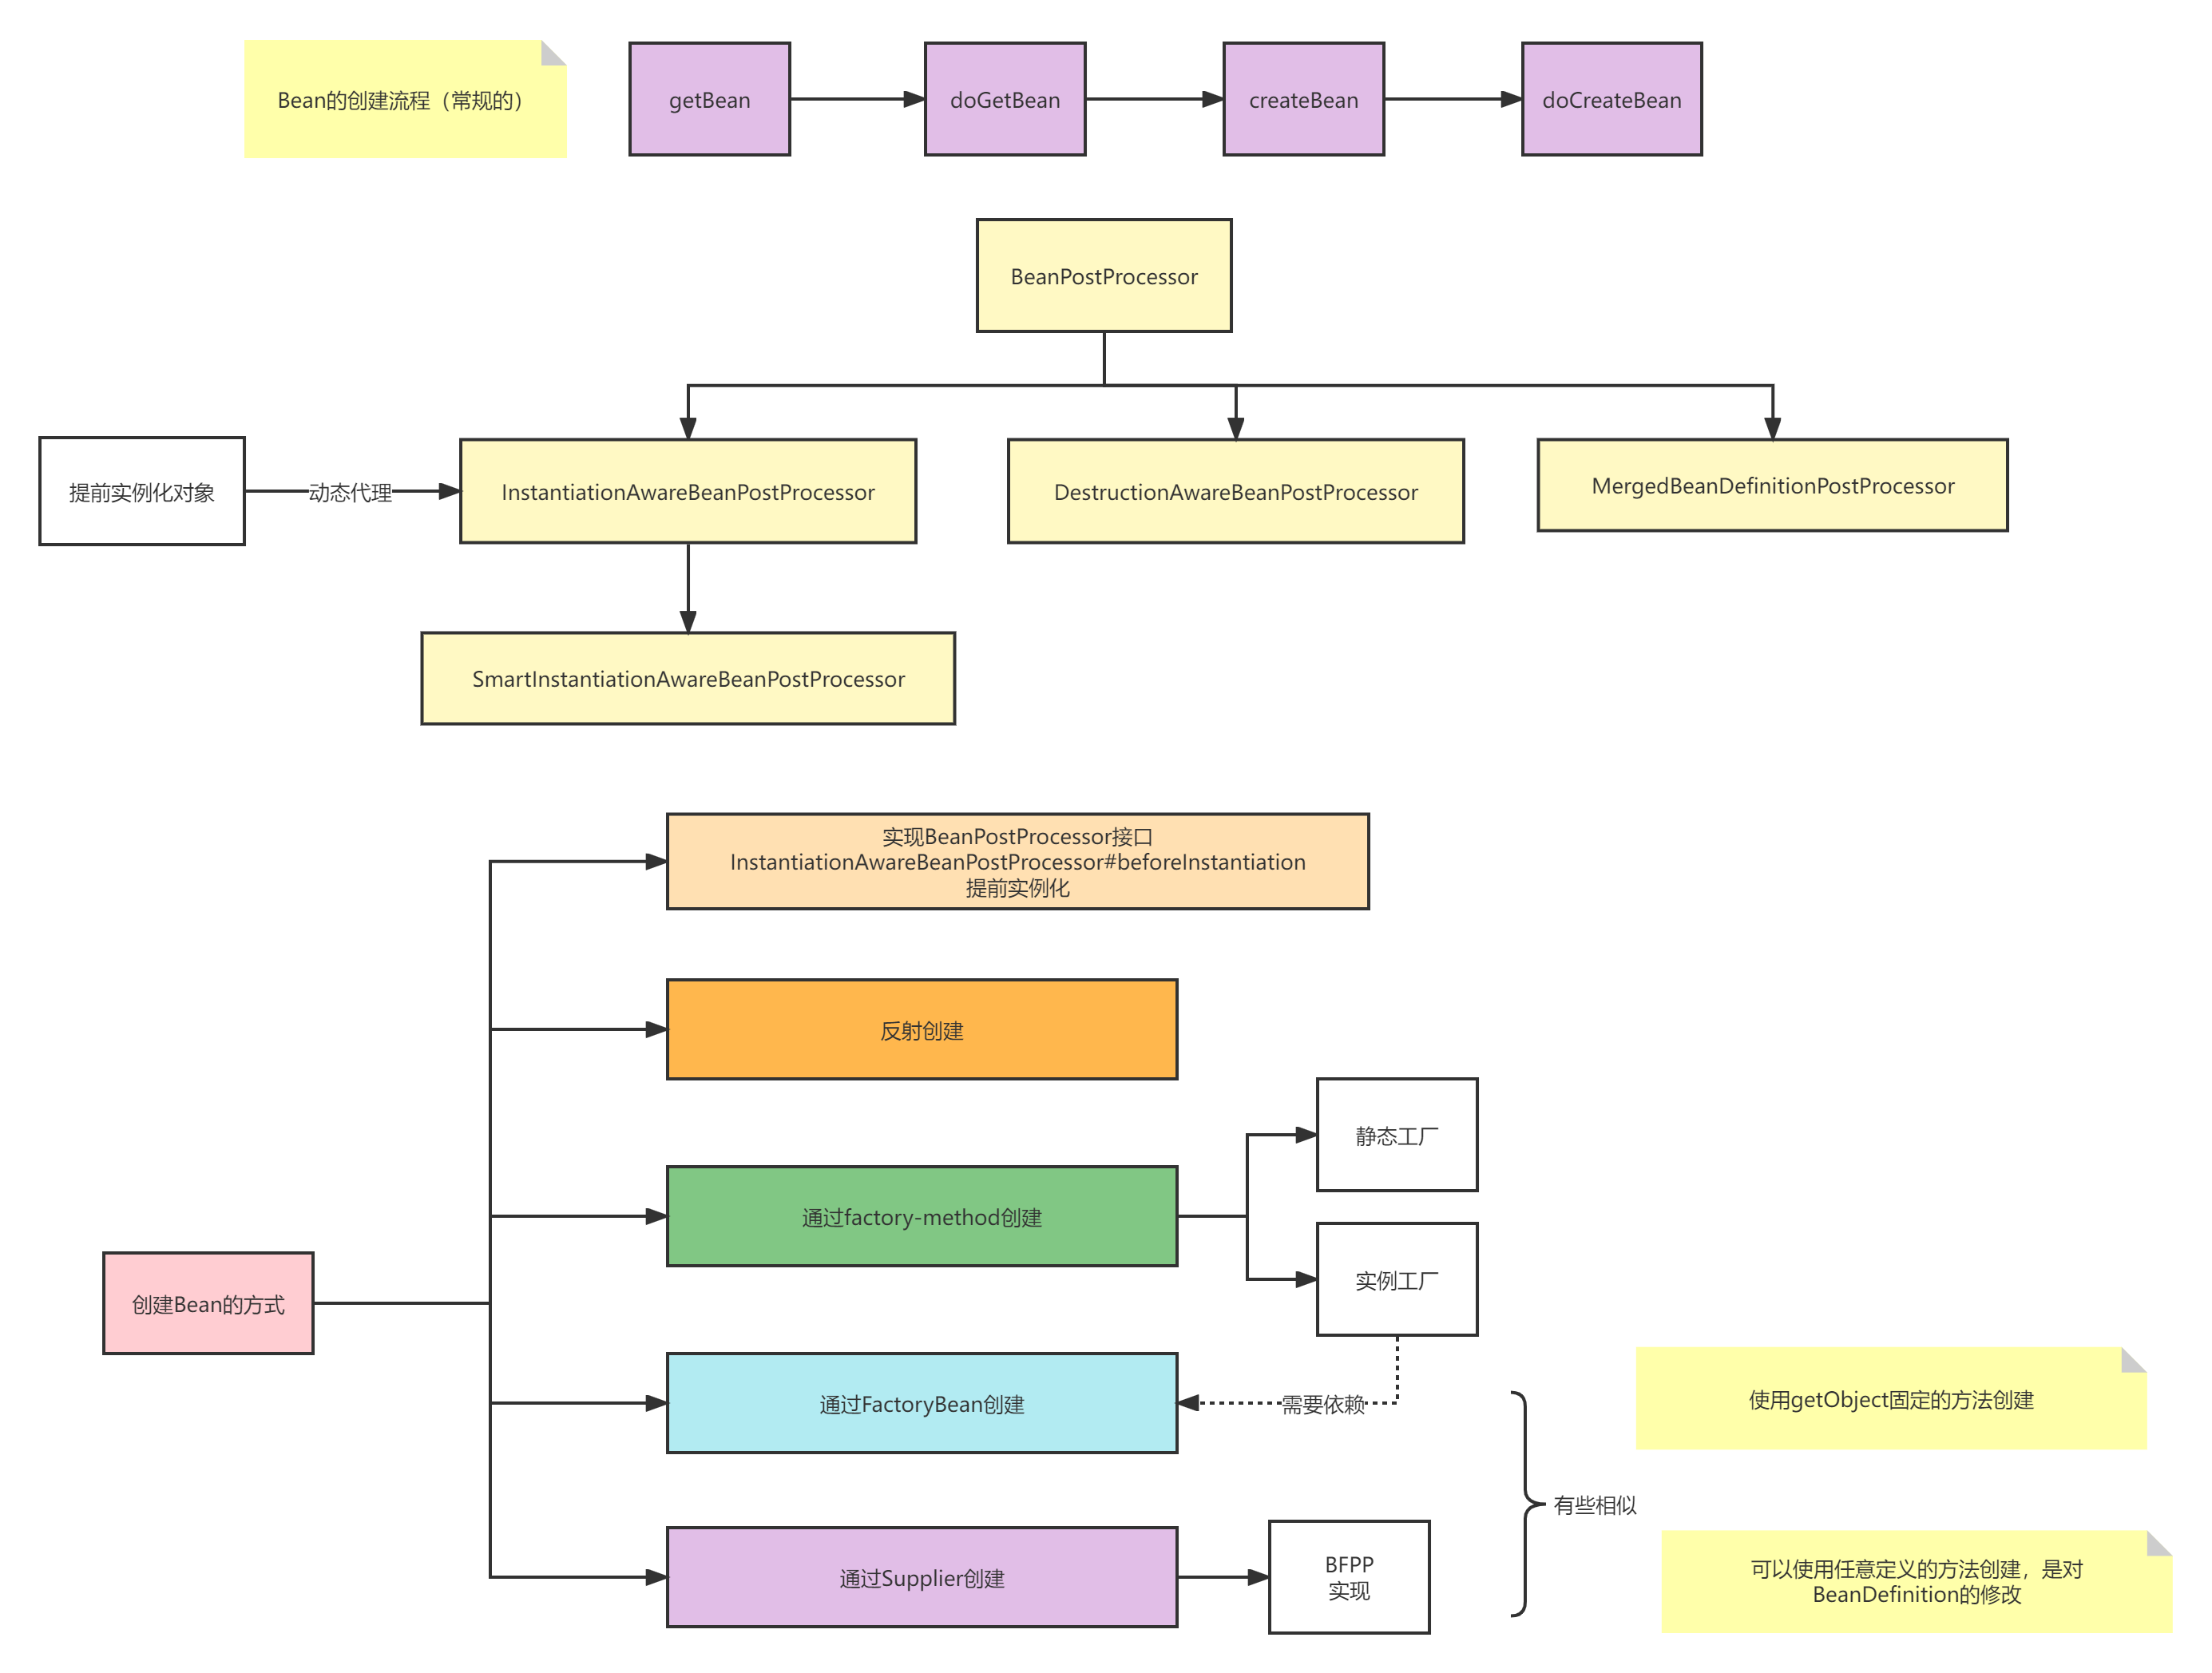 Bean的创建流程（常规的）
getBean
doGetBean
createBean
doCreateBean
BeanPostProcessor
提前实例化对象
动态代理
InstantiationAwareBeanPostProcessor
DestructionAwareBeanPostProcessor
MergedBeanDefinitionPostProcessor
SmartInstantiationAwareBeanPostProcessor
实现BeanPostProcessor接口
InstantiationAwareBeanPostProcessor#beforeInstantiation
提前实例化
反射创建
静态工厂
通过factory-method创建
实例工厂
创建Bean的方式
通过FactoryBean创建
需要依赖
使用getObject固定的方法创建
有些相似
通过Supplier创建
BFPP
实现
可以使用任意定义的方法创建，是对
BeanDefinition的修改